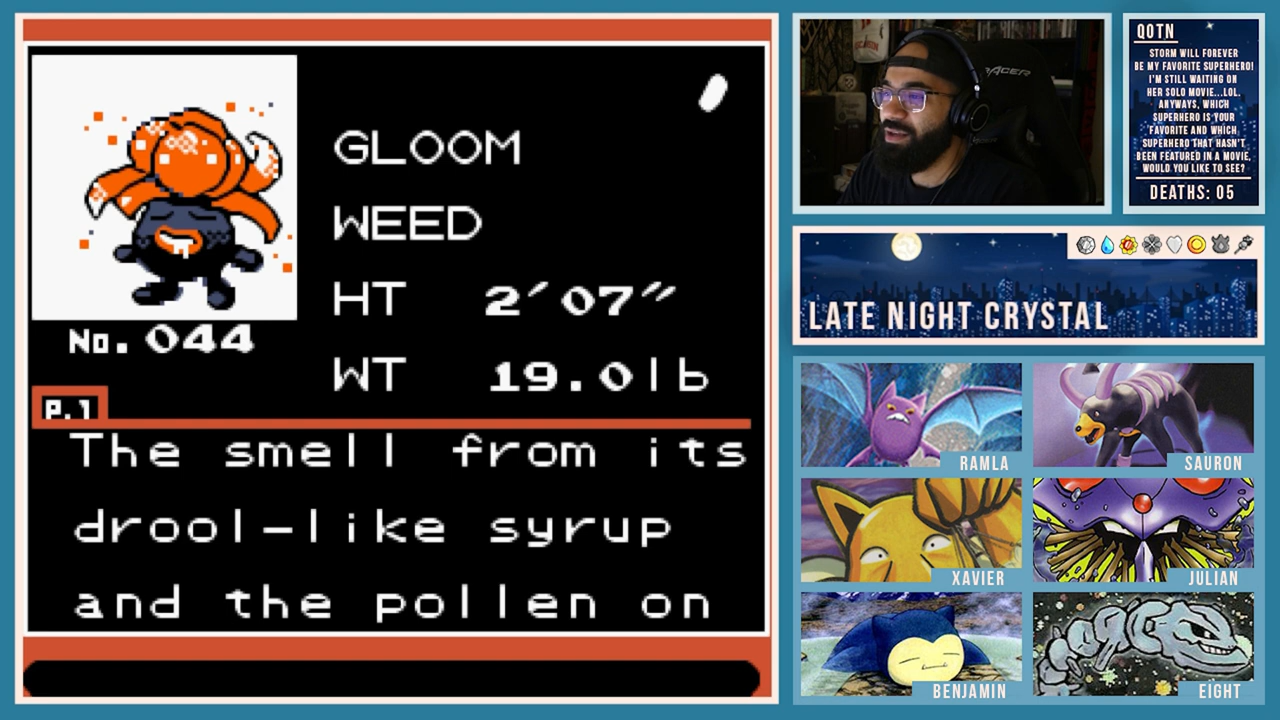 GLOOM
WEED
HT 2′07″
No. 044
WT 19.0lb
P.1
The smell from its
drool-like syrup
and the pollen on
ACER
QOTN
STORM WILL FOREVER
BE MY FAVORITE SUPERHERO!
I'M STILL WAITING ON
HER SOLO MOVIE...LOL.
ANYWAYS, WHICH
SUPERHERO IS YOUR
FAVORITE AND WHICH
SUPERHERO THAT HASN'T
BEEN FEATURED IN A MOVIE,
WOULD YOU LIKE TO SEE?
DEATHS: 05
LATE NIGHT CRYSTAL
RAMLA
SAURON
XAVIER
JULIAN
BENJAMIN
EIGHT